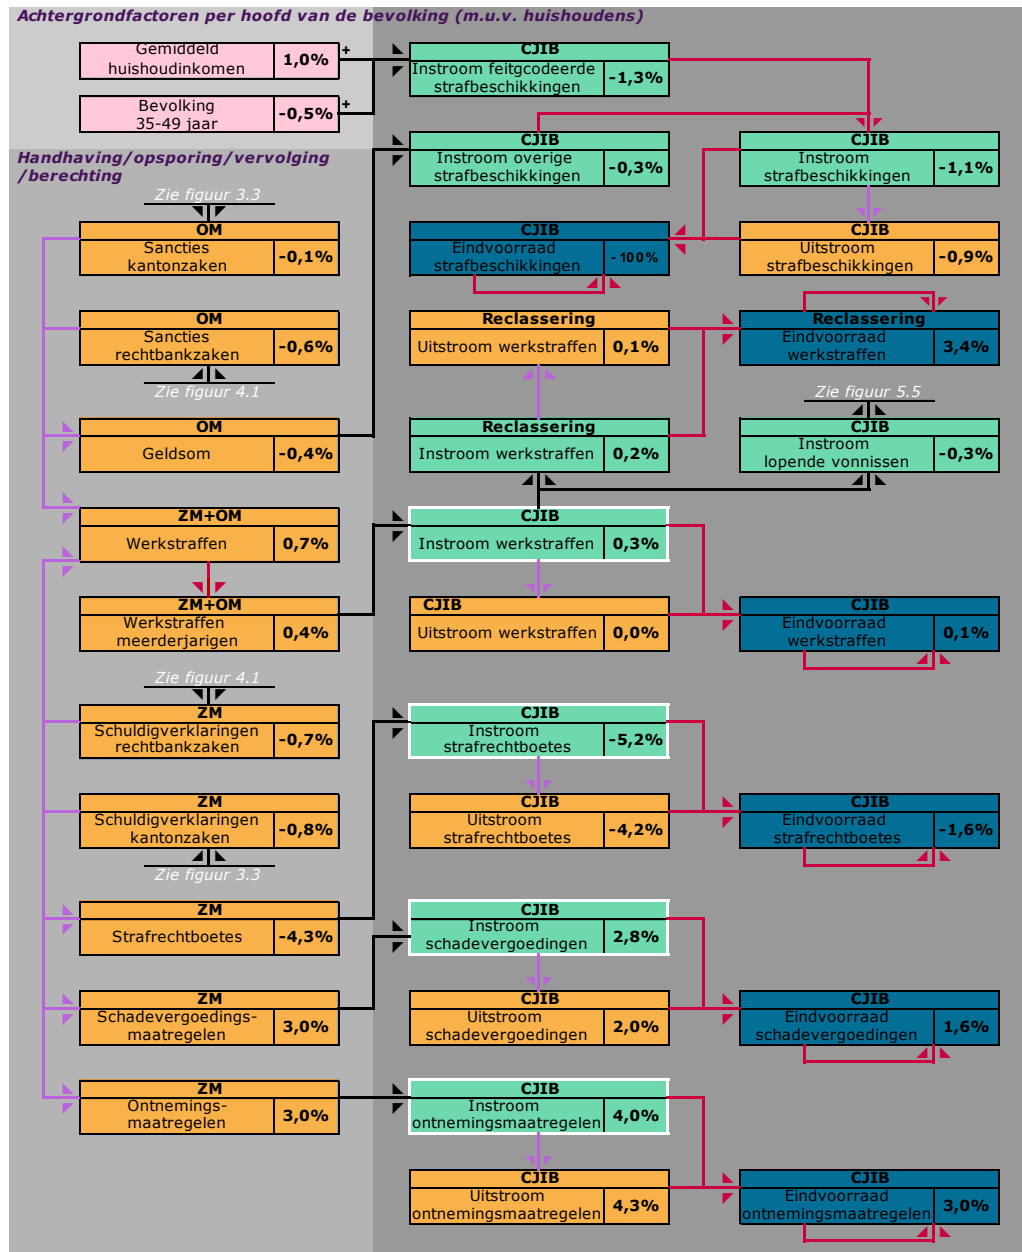 Achtergrondfactoren per hoofd van de bevolking (m.u.v. huishoudens)
Gemiddeld
huishoudinkomen
1,0%
+
CJIB
Instroom feitgcodeerde
strafbeschikkingen
-1,3%
Bevolking
35-49 jaar
-0,5%
+
Handhaving/opsporing/vervolging
/berechting
CJIB
Instroom overige
strafbeschikkingen
-0,3%
CJIB
Instroom
strafbeschikkingen
-1,1%
Zie figuur 3.3
OM
Sancties
kantonzaken
-0,1%
CJIB
Eindvoorraad
strafbeschikkingen
-100%
CJIB
Uitstroom
strafbeschikkingen
-0,9%
OM
Sancties
rechtbankzaken
-0,6%
Zie figuur 4.1
Reclassering
Uitstroom werkstraffen
0,1%
Reclassering
Eindvoorraad
werkstraffen
3,4%
Zie figuur 5.5
OM
Geldsom
-0,4%
Reclassering
Instroom werkstraffen
0,2%
CJIB
Instroom
lopende vonnissen
-0,3%
ZM+OM
Werkstraffen
0,7%
CJIB
Instroom werkstraffen
0,3%
ZM+OM
Werkstraffen
meerderjarigen
0,4%
CJIB
Uitstroom werkstraffen
0,0%
CJIB
Eindvoorraad
werkstraffen
0,1%
Zie figuur 4.1
ZM
Schuldigverklaringen
rechtbankzaken
-0,7%
CJIB
Instroom
strafrechtboetes
-5,2%
ZM
Schuldigverklaringen
kantonzaken
-0,8%
Zie figuur 3.3
CJIB
Uitstroom
strafrechtboetes
-4,2%
CJIB
Eindvoorraad
strafrechtboetes
-1,6%
ZM
Strafrechtboetes
-4,3%
CJIB
Instroom
schadevergoedingen
2,8%
ZM
Schadevergoedings-
maatregelen
3,0%
CJIB
Uitstroom
schadevergoedingen
2,0%
CJIB
Eindvoorraad
schadevergoedingen
1,6%
ZM
Ontnemings-
maatregelen
3,0%
CJIB
Instroom
ontnemingsmaatregelen
4,0%
CJIB
Uitstroom
ontnemingsmaatregelen
4,3%
CJIB
Eindvoorraad
ontnemingsmaatregelen
3,0%